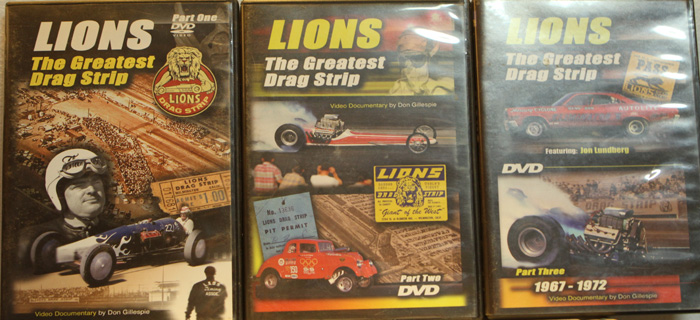 LIONS
Part One
DVD
VIDEO
The Greatest
Drag Strip
LIONS
DRAG STRIP
LIONS
DRAG STRIP
$1.00
Video Documentary by Don Gillespie
LIONS
The Greatest
Drag Strip
Video Documentary by Don Gillespie
LIONS
DRAG STRIP
"Giant of the West"
LIONS DRAG STRIP
PIT PERMIT
Part Two
DVD
LIONS
The Greatest
Drag Strip
PASS
Featuring: Jon Lundberg
DVD
Part Three
1967 - 1972
Video Documentary by Don Gillespie